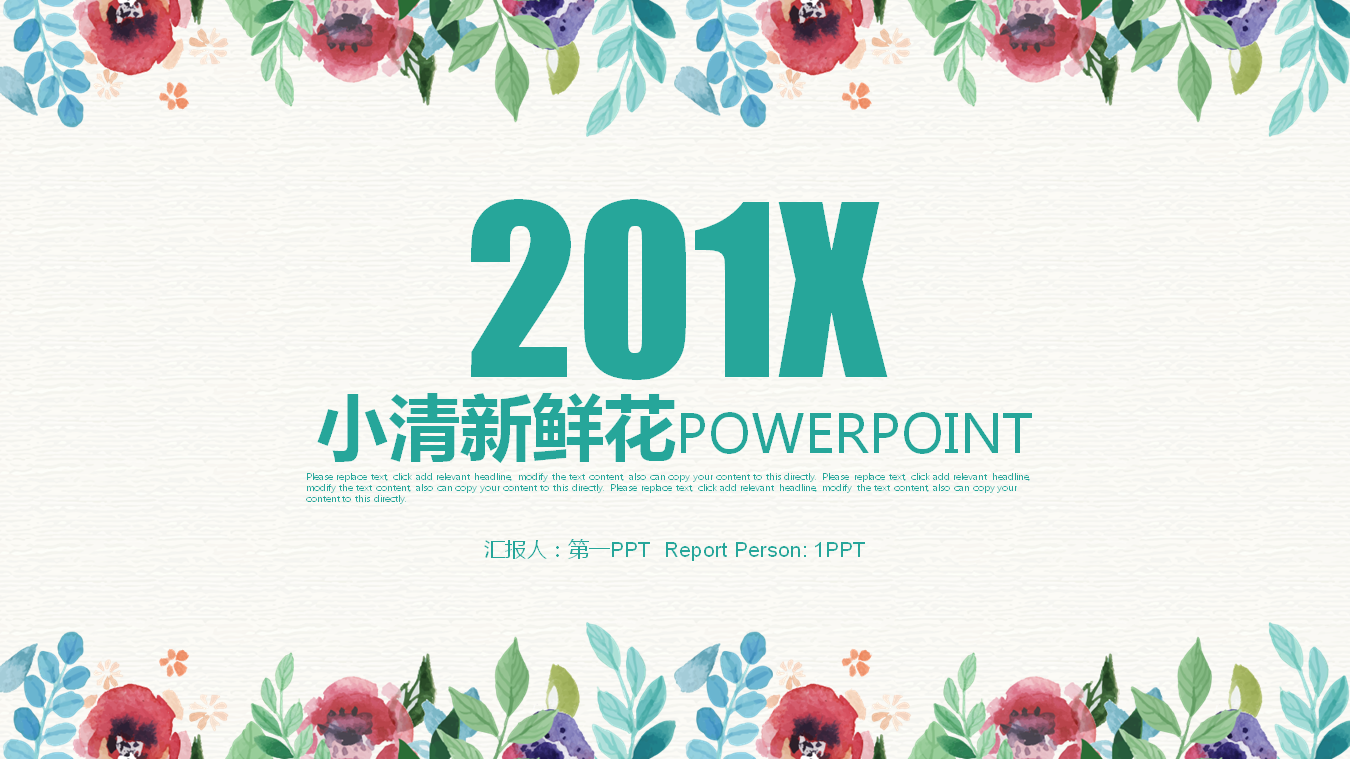 201X
小清新鲜花POWERPOINT
Please replace text, click add relevant headline, modify the text content, also can copy your content to this directly. Please replace text, click add relevant headline,
modify the text content, also can copy your content to this directly. Please replace text, click add relevant headline, modify the text content, also can copy your
content to this directly.
汇报人：第一PPT Report Person: 1PPT